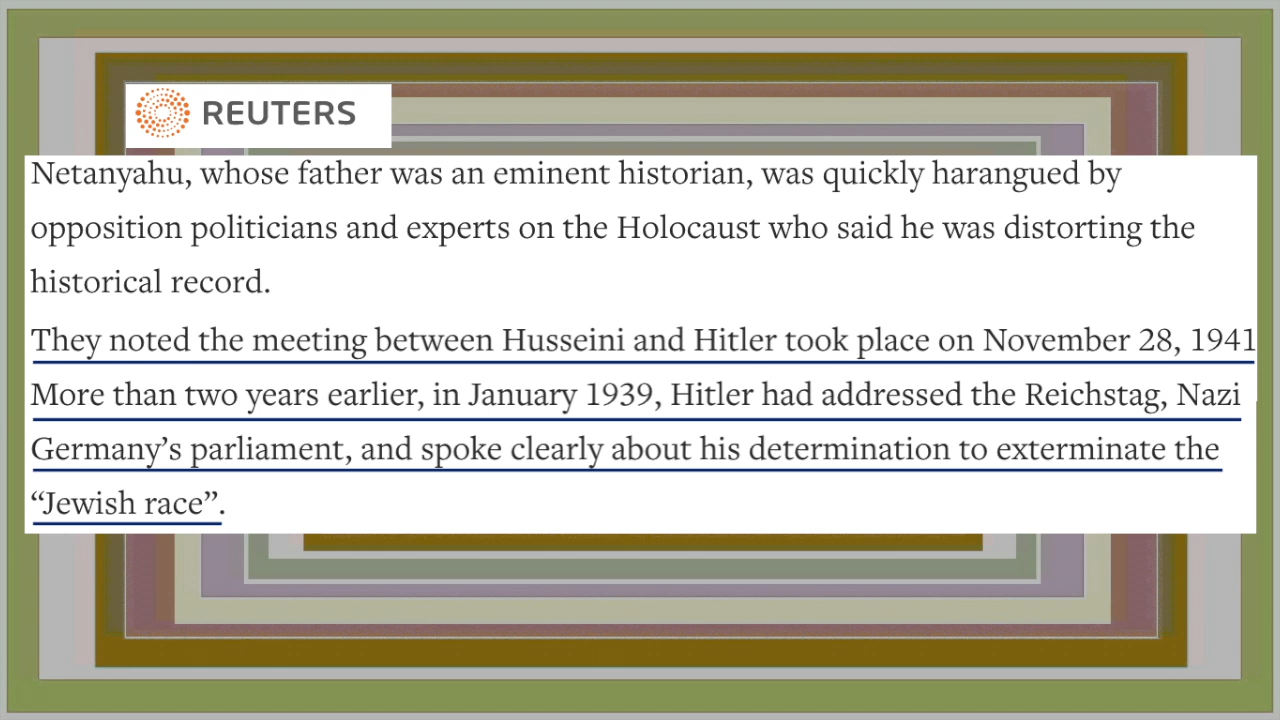 REUTERS
Netanyahu, whose father was an eminent historian, was quickly harangued by
opposition politicians and experts on the Holocaust who said he was distorting the
historical record.
They noted the meeting between Husseini and Hitler took place on November 28, 1941
More than two years earlier, in January 1939, Hitler had addressed the Reichstag, Nazi
Germany’s parliament, and spoke clearly about his determination to exterminate the
“Jewish race”.